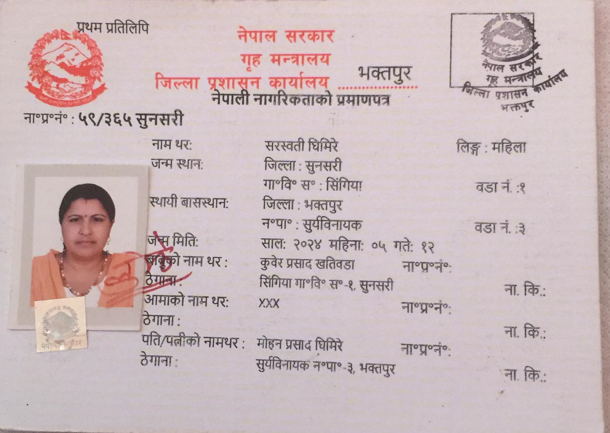 प्रथम प्रतिलिपि
नेपाल सरकार
गृह मन्त्रालय
जिल्ला प्रशासन कार्यालय भक्तपुर
नेपाली नागरिकताको प्रमाणपत्र
नेपाल सरकार
गृह मन्त्रालय
जिल्ला प्रशासन कार्यालय
भक्तपुर
ना॰प्र॰नं॰ : ५९/३६५ सुनसरी
नाम थर: सरस्वती घिमिरे लिङ्ग : महिला
जन्म स्थान: जिल्ला : सुनसरी
गा॰वि॰ स॰ : सिंगिया वडा नं. :१
स्थायी बासस्थान: जिल्ला : भक्तपुर
न॰पा॰ : सुर्यविनायक वडा नं. :३
जन्म मिति: साल: २०२४ महिना: ०५ गते: १२
बाबुको नाम थर: कुवेर प्रसाद खतिवडा ना॰प्र॰नं॰:
ठेगाना: सिंगिया गा॰वि॰ स॰-१, सुनसरी ना. कि.:
आमाको नाम थर: XXX ना॰प्र॰नं॰:
ठेगाना : ना. कि.:
पति/पत्नीको नामथर: मोहन प्रसाद घिमिरे ना॰प्र॰नं॰:
ठेगाना : सुर्यविनायक न॰पा॰-३, भक्तपुर ना. कि.: